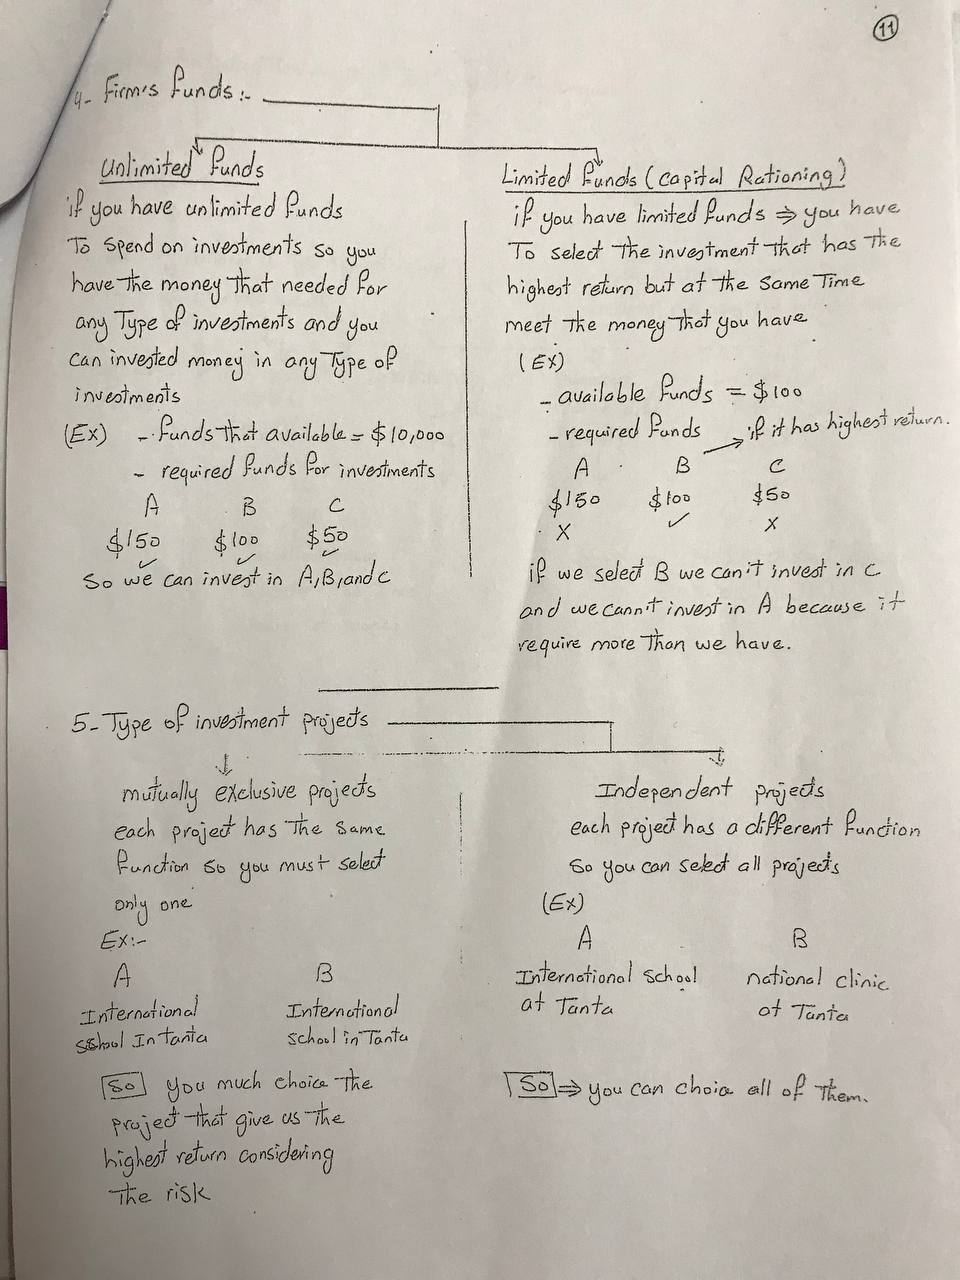 11
4- Firm's funds:-
Unlimited funds
if you have unlimited funds
To spend on investments so you
have the money that needed for
any Type of investments and you
can invested money in any Type of
investments
(Ex) - funds that available = $10,000
- required funds for investments
A B C
$150 $100 $50
So we can invest in A, B, and C
Limited funds (Capital Rationing)
if you have limited funds ⇒ you have
To select the investment that has the
highest return but at the same Time
meet the money that you have
(Ex)
- available funds = $100
- required funds → if it has highest return.
A B C
$150 $100 $50
X ✓ X
if we select B we can't invest in C
and we cann't invest in A because it
require more than we have.
5- Type of investment projects
mutually exclusive projects
each project has the same
function so you must select
only one
Ex:-
A B
International International
school In tanta school in Tanta
So you much choice the
project that give us the
highest return considering
the risk
Independent projects
each project has a different function
so you can select all projects
(Ex)
A B
International school national clinic
at Tanta at Tanta
So ⇒ you can choice all of them.